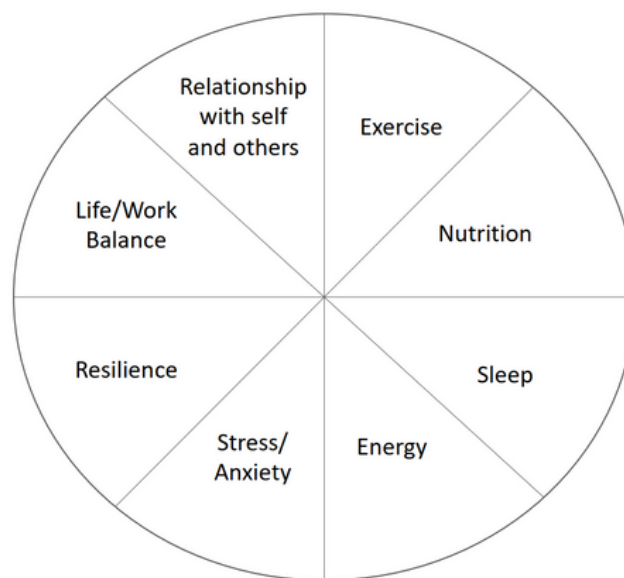 Relationship
with self
and others
Exercise
Life/Work
Balance
Nutrition
Resilience
Sleep
Stress/
Anxiety
Energy